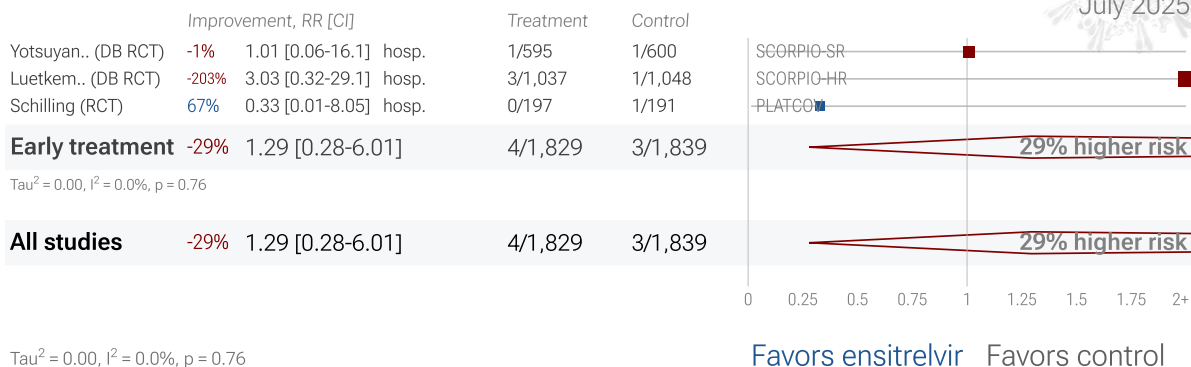 July 2025
Improvement, RR [CI] Treatment Control
Yotsuyan.. (DB RCT) -1% 1.01 [0.06-16.1] hosp. 1/595 1/600 SCORPIO-SR
Luetkem.. (DB RCT) -203% 3.03 [0.32-29.1] hosp. 3/1,037 1/1,048 SCORPIO-HR
Schilling (RCT) 67% 0.33 [0.01-8.05] hosp. 0/197 1/191 PLATCOV
Early treatment -29% 1.29 [0.28-6.01] 4/1,829 3/1,839 29% higher risk
Tau² = 0.00, I² = 0.0%, p = 0.76
All studies -29% 1.29 [0.28-6.01] 4/1,829 3/1,839 29% higher risk
0 0.25 0.5 0.75 1 1.25 1.5 1.75 2+
Tau² = 0.00, I² = 0.0%, p = 0.76 Favors ensitrelvir Favors control